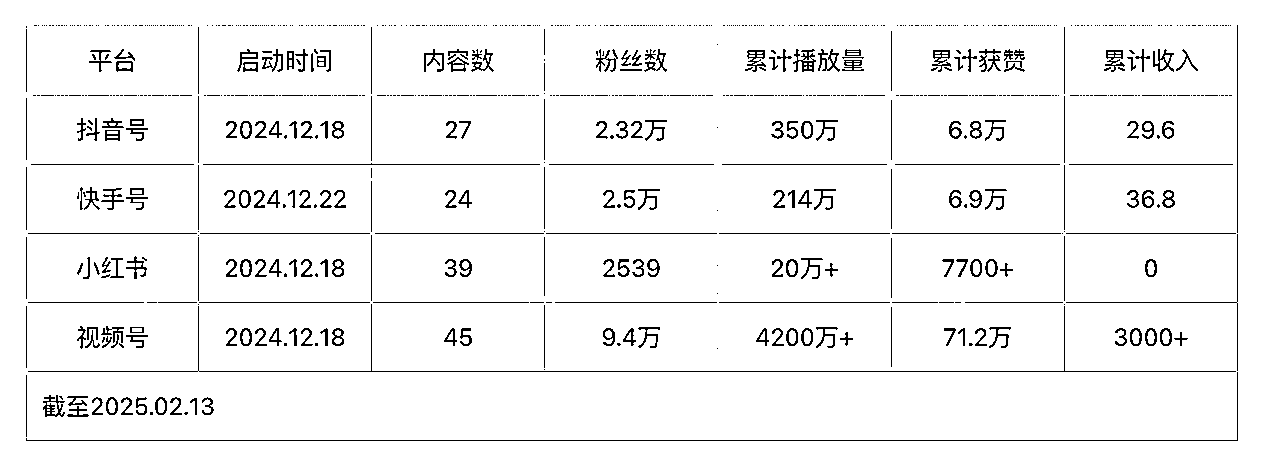 平台 启动时间 内容数 粉丝数 累计播放量 累计获赞 累计收入
抖音号 2024.12.18 27 2.32万 350万 6.8万 29.6
快手号 2024.12.22 24 2.5万 214万 6.9万 36.8
小红书 2024.12.18 39 2539 20万+ 7700+ 0
视频号 2024.12.18 45 9.4万 4200万+ 71.2万 3000+
截至2025.02.13